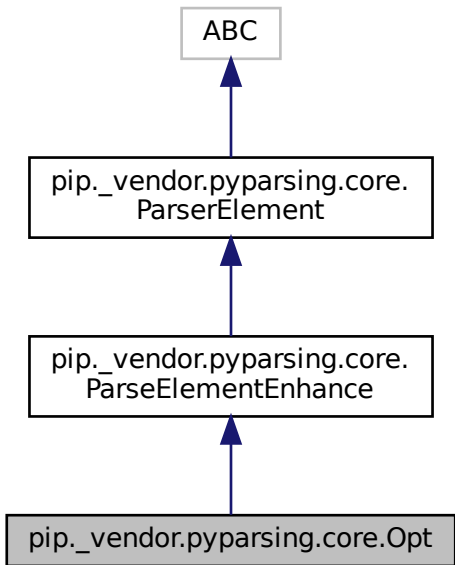 ABC
pip._vendor.pyparsing.core.
ParserElement
pip._vendor.pyparsing.core.
ParseElementEnhance
pip._vendor.pyparsing.core.Opt